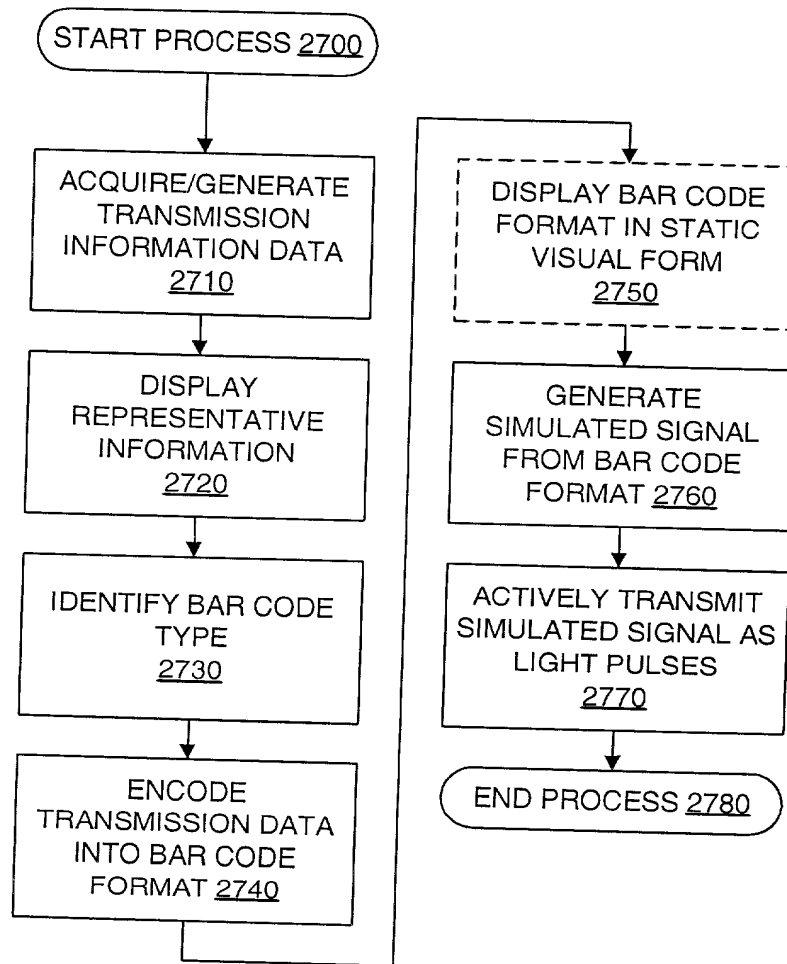 START PROCESS 2700
ACQUIRE/GENERATE
TRANSMISSION
INFORMATION DATA
2710
DISPLAY
REPRESENTATIVE
INFORMATION
2720
IDENTIFY BAR CODE
TYPE
2730
ENCODE
TRANSMISSION DATA
INTO BAR CODE
FORMAT 2740
DISPLAY BAR CODE
FORMAT IN STATIC
VISUAL FORM
2750
GENERATE
SIMULATED SIGNAL
FROM BAR CODE
FORMAT 2760
ACTIVELY TRANSMIT
SIMULATED SIGNAL AS
LIGHT PULSES
2770
END PROCESS 2780